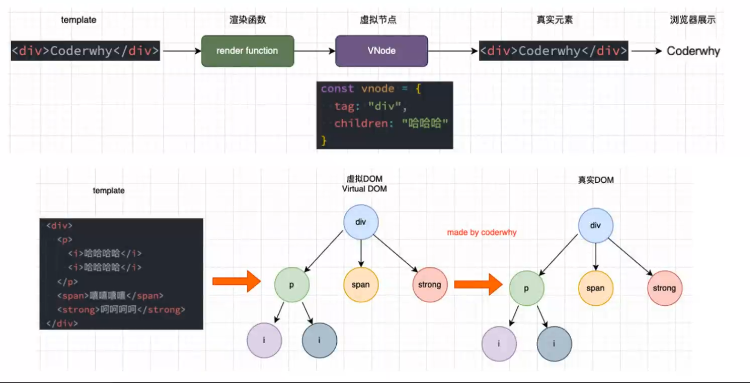 template 渲染函数 虚拟节点 真实元素 浏览器展示
<div>Coderwhy</div> render function VNode <div>Coderwhy</div> Coderwhy
const vnode = {
tag: "div",
children: "哈哈哈"
}
template 虚拟DOM 真实DOM
Virtual DOM
<div>
<p>
<i>哈哈哈哈</i>
<i>哈哈哈哈</i>
</p>
<span>嘻嘻嘻嘻</span>
<strong>呵呵呵呵</strong>
</div>
made by coderwhy
div
p span strong
i i
div
p span strong
i i